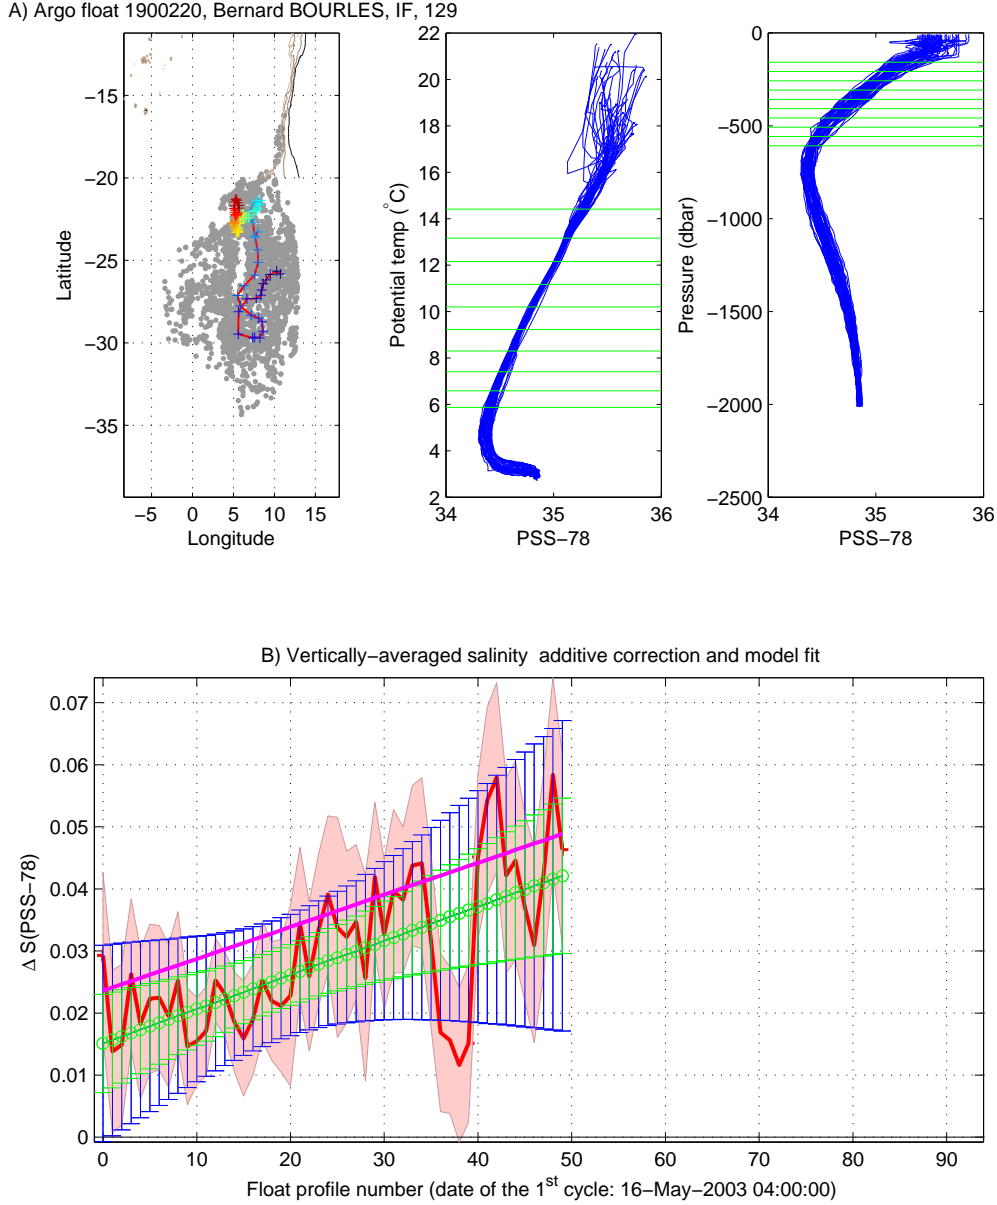 A) Argo float 1900220, Bernard BOURLES, IF, 129
−15
−20
−25
−30
−35
−5 0 5 10 15
Latitude
Longitude
22
20
18
16
14
12
10
8
6
4
2
34 35 36
Potential temp (°C)
PSS−78
0
−500
−1000
−1500
−2000
−2500
34 35 36
Pressure (dbar)
PSS−78
B) Vertically−averaged salinity additive correction and model fit
0.07
0.06
0.05
0.04
0.03
0.02
0.01
0
Δ S(PSS−78)
0 10 20 30 40 50 60 70 80 90
Float profile number (date of the 1st cycle: 16−May−2003 04:00:00)